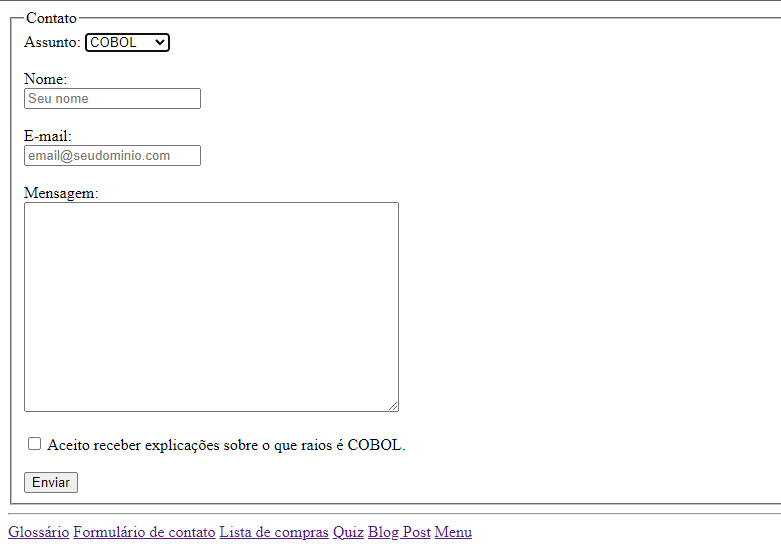 Contato
Assunto: COBOL
Nome:
Seu nome
E-mail:
email@seudominio.com
Mensagem:
Aceito receber explicações sobre o que raios é COBOL.
Enviar
Glossário Formulário de contato Lista de compras Quiz Blog Post Menu